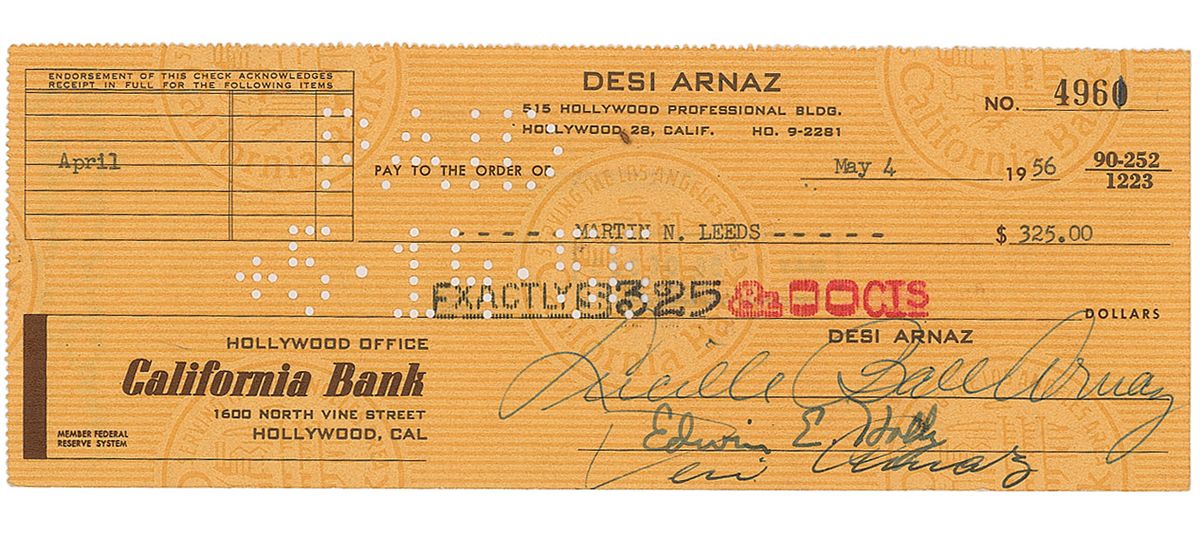 ENDORSEMENT OF THIS CHECK ACKNOWLEDGES
RECEIPT IN FULL FOR THE FOLLOWING ITEMS
April
DESI ARNAZ
515 HOLLYWOOD PROFESSIONAL BLDG.
HOLLYWOOD 28, CALIF. HO. 9-2281
NO. 4960
PAY TO THE ORDER OF
May 4 1956
90-252
1223
- - - - - MARTIN N. LEEDS - - - - - $ 325.00
EXACTLY 325 & 00 CTS DOLLARS
HOLLYWOOD OFFICE
California Bank
1600 NORTH VINE STREET
HOLLYWOOD, CAL
MEMBER FEDERAL
RESERVE SYSTEM
DESI ARNAZ
Lucille Ball Arnaz
Edwin E. Holly
Desi Arnaz